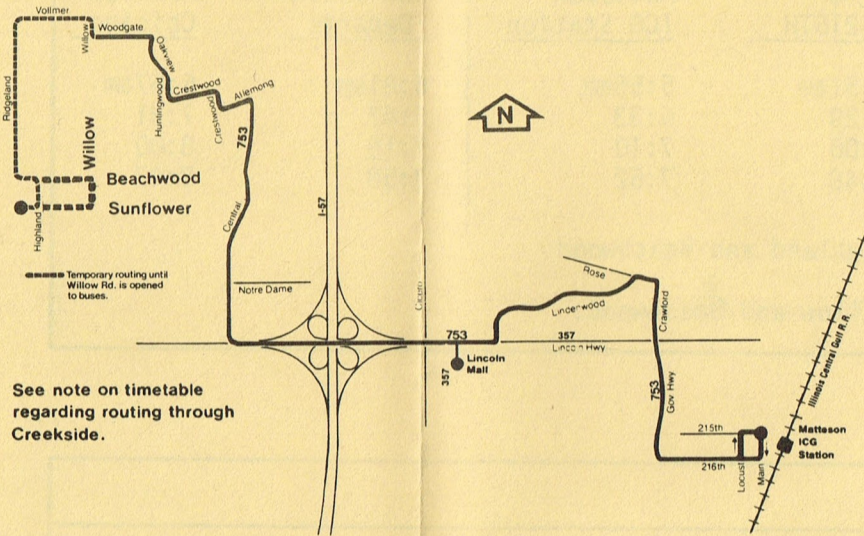 Vollmer
Woodgate
Willow
Oakview
Ridgeland
Huntingwood
Crestwood
Crestwood
Allemong
753
Willow
Beachwood
Sunflower
Highland
Central
I-57
N
Temporary routing until
Willow Rd. is opened
to buses.
Notre Dame
Cicero
Rose
Linderwood
Crawford
753
357
Lincoln Hwy
357
Lincoln
Mall
753
Gov Hwy
Illinois Central Gulf R.R.
See note on timetable
regarding routing through
Creekside.
215th
216th
Locust
Main
Matteson
ICG
Station